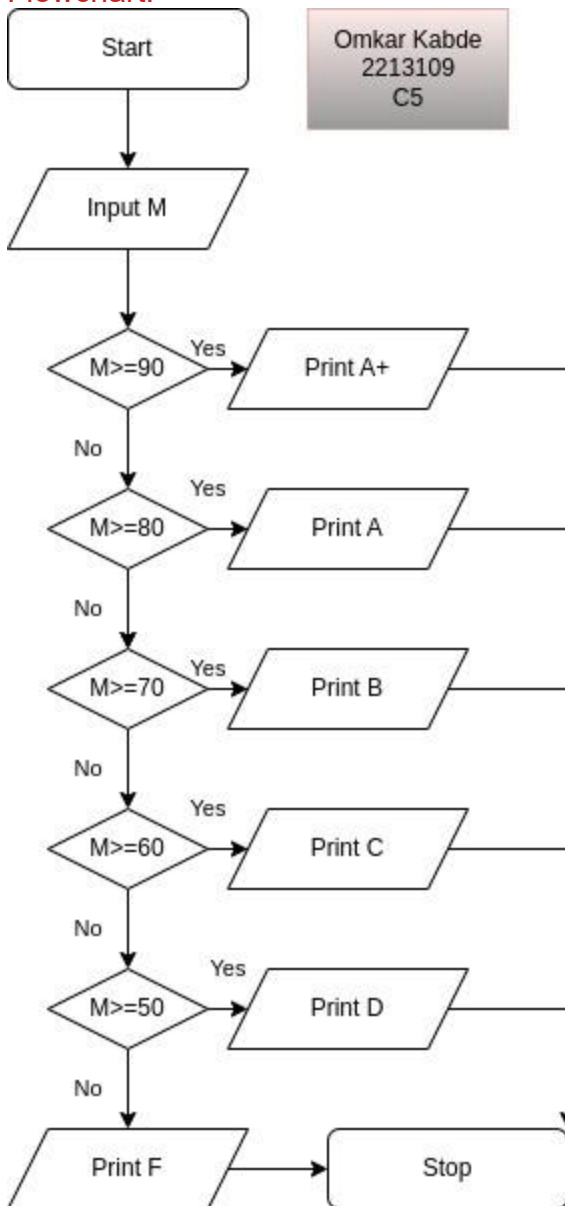 Flowchart:
Start
Omkar Kabde
2213109
C5
Input M
M>=90
Yes
Print A+
No
M>=80
Yes
Print A
No
M>=70
Yes
Print B
No
M>=60
Yes
Print C
No
M>=50
Yes
Print D
No
Print F
Stop